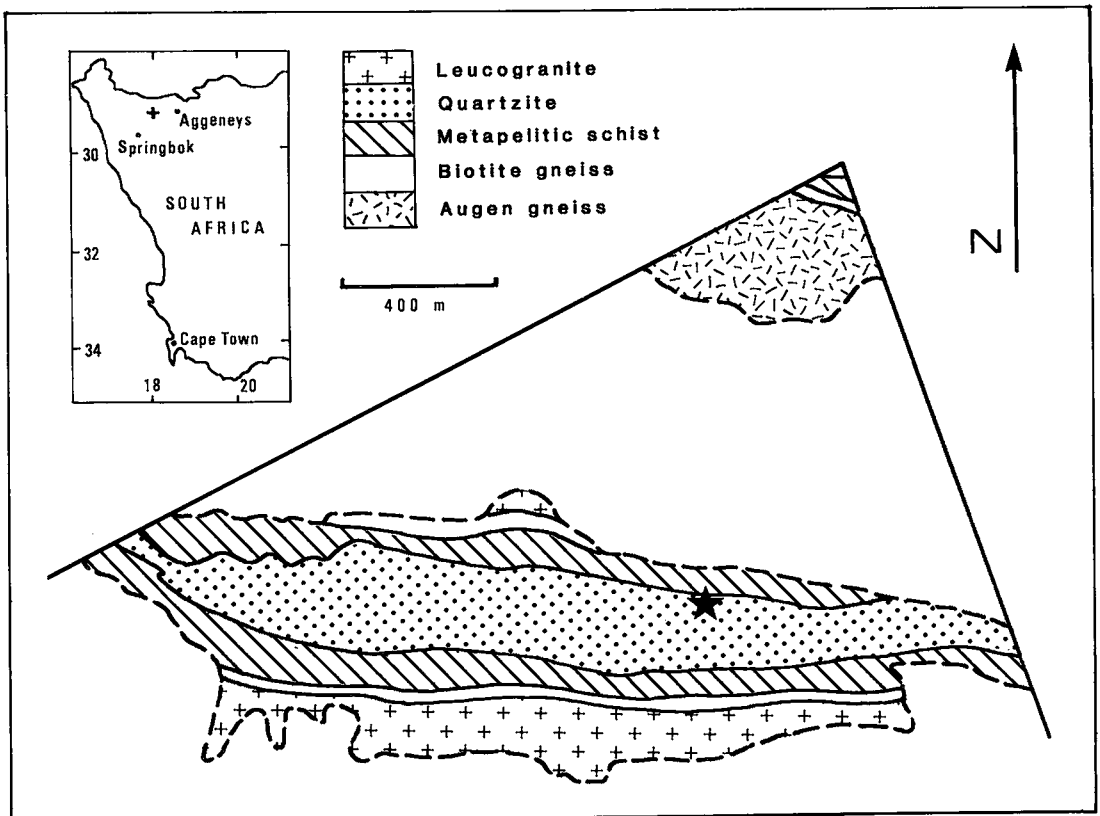 Leucogranite
Quartzite
Metapelitic schist
Biotite gneiss
Augen gneiss
400 m
N
Aggeneys
Springbok
30
SOUTH
AFRICA
32
Cape Town
34
18 20